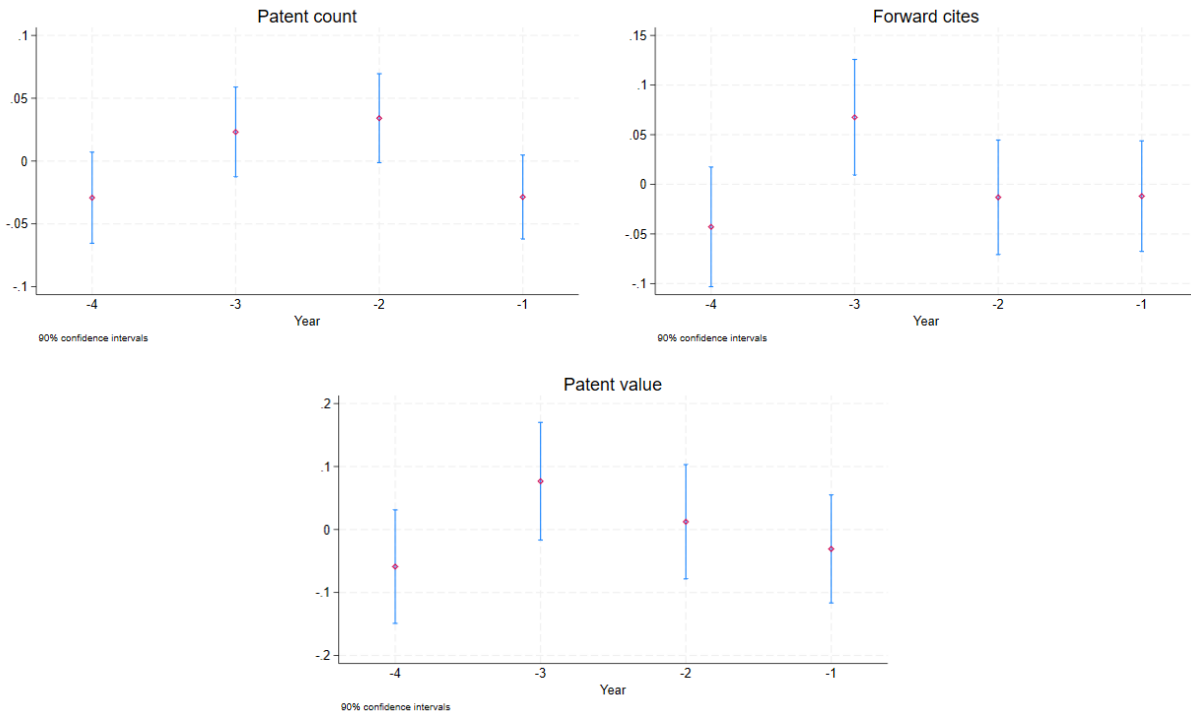 Patent count
.1
.05
0
-.05
-.1
-4 -3 -2 -1
Year
90% confidence intervals
Forward cites
.15
.1
.05
0
-.05
-.1
-4 -3 -2 -1
Year
90% confidence intervals
Patent value
.2
.1
0
-.1
-.2
-4 -3 -2 -1
Year
90% confidence intervals